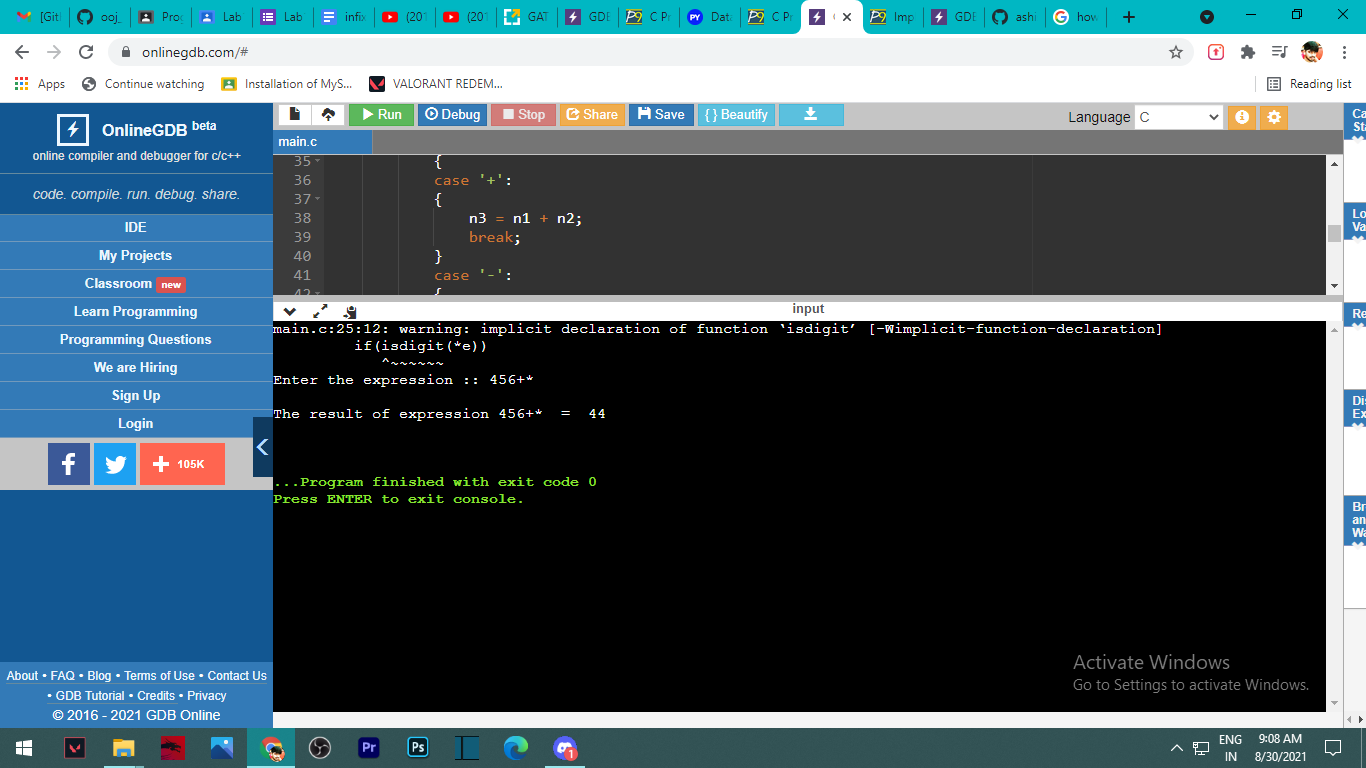 [Git
ooj_
Prog
Lab
Lab
infix
(201
(201
GAT
GDE
C Pr
Data
C Pr
Imp
GDE
ash
how
onlinegdb.com/#
Apps
Continue watching
Installation of MyS...
VALORANT REDEM...
Reading list
OnlineGDB beta
online compiler and debugger for c/c++
code. compile. run. debug. share.
IDE
My Projects
Classroom new
Learn Programming
Programming Questions
We are Hiring
Sign Up
Login
105K
About • FAQ • Blog • Terms of Use • Contact Us
• GDB Tutorial • Credits • Privacy
© 2016 - 2021 GDB Online
Run Debug Stop Share Save { } Beautify
Language C
main.c
35 {
36 case '+':
37 {
38 n3 = n1 + n2;
39 break;
40 }
41 case '-':
42 {
input
main.c:25:12: warning: implicit declaration of function ‘isdigit’ [-Wimplicit-function-declaration]
if(isdigit(*e))
^~~~~~~
Enter the expression :: 456+*
The result of expression 456+*  =  44
...Program finished with exit code 0
Press ENTER to exit console.
Ca
Sta
Lo
Va
Re
Dis
Ex
Br
an
Wa
Activate Windows
Go to Settings to activate Windows.
Pr
Ps
1
ENG
IN
9:08 AM
8/30/2021